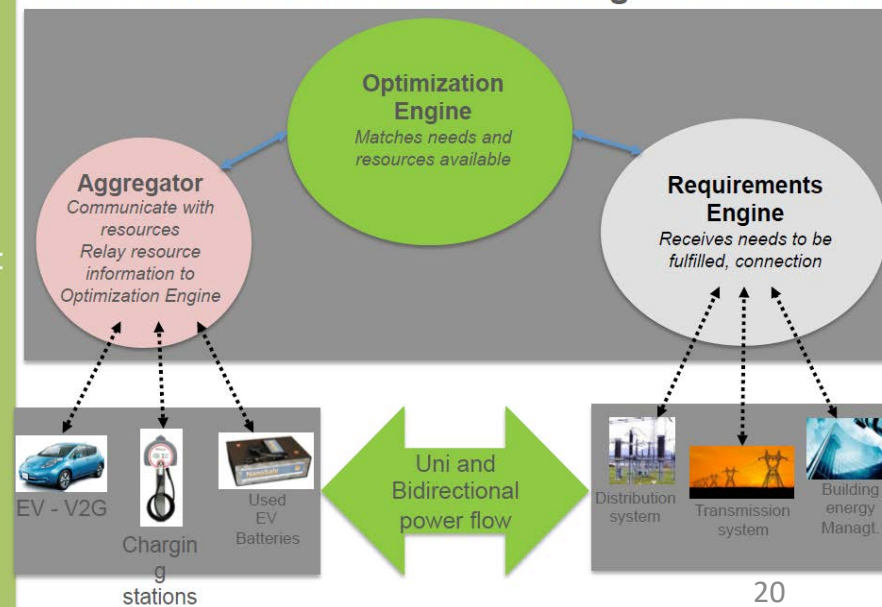 Optimization
Engine
Matches needs and
resources available
Aggregator
Communicate with
resources
Relay resource
information to
Optimization Engine
Requirements
Engine
Receives needs to be
fulfilled, connection
EV - V2G
Chargin
g
stations
Used
EV
Batteries
Uni and
Bidirectional
power flow
Distribution
system
Transmission
system
Building
energy
Managt.
20